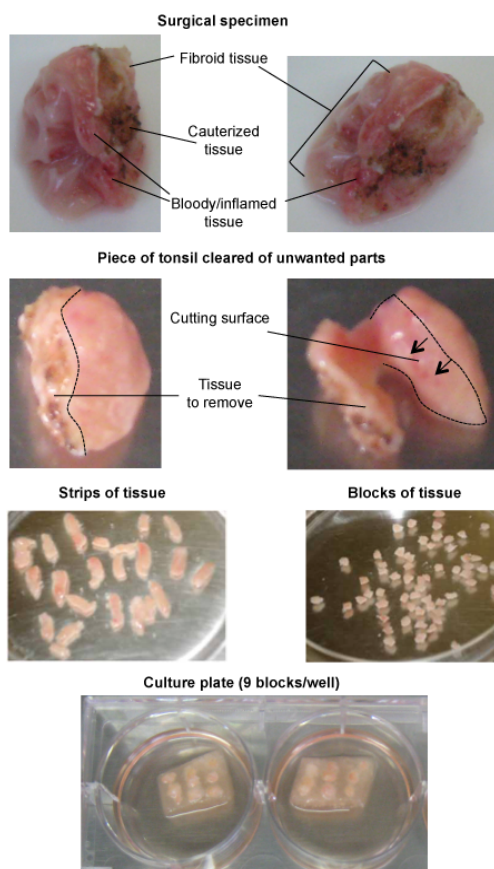 Surgical specimen
Fibroid tissue
Cauterized
tissue
Bloody/inflamed
tissue
Piece of tonsil cleared of unwanted parts
Cutting surface
Tissue
to remove
Strips of tissue
Blocks of tissue
Culture plate (9 blocks/well)